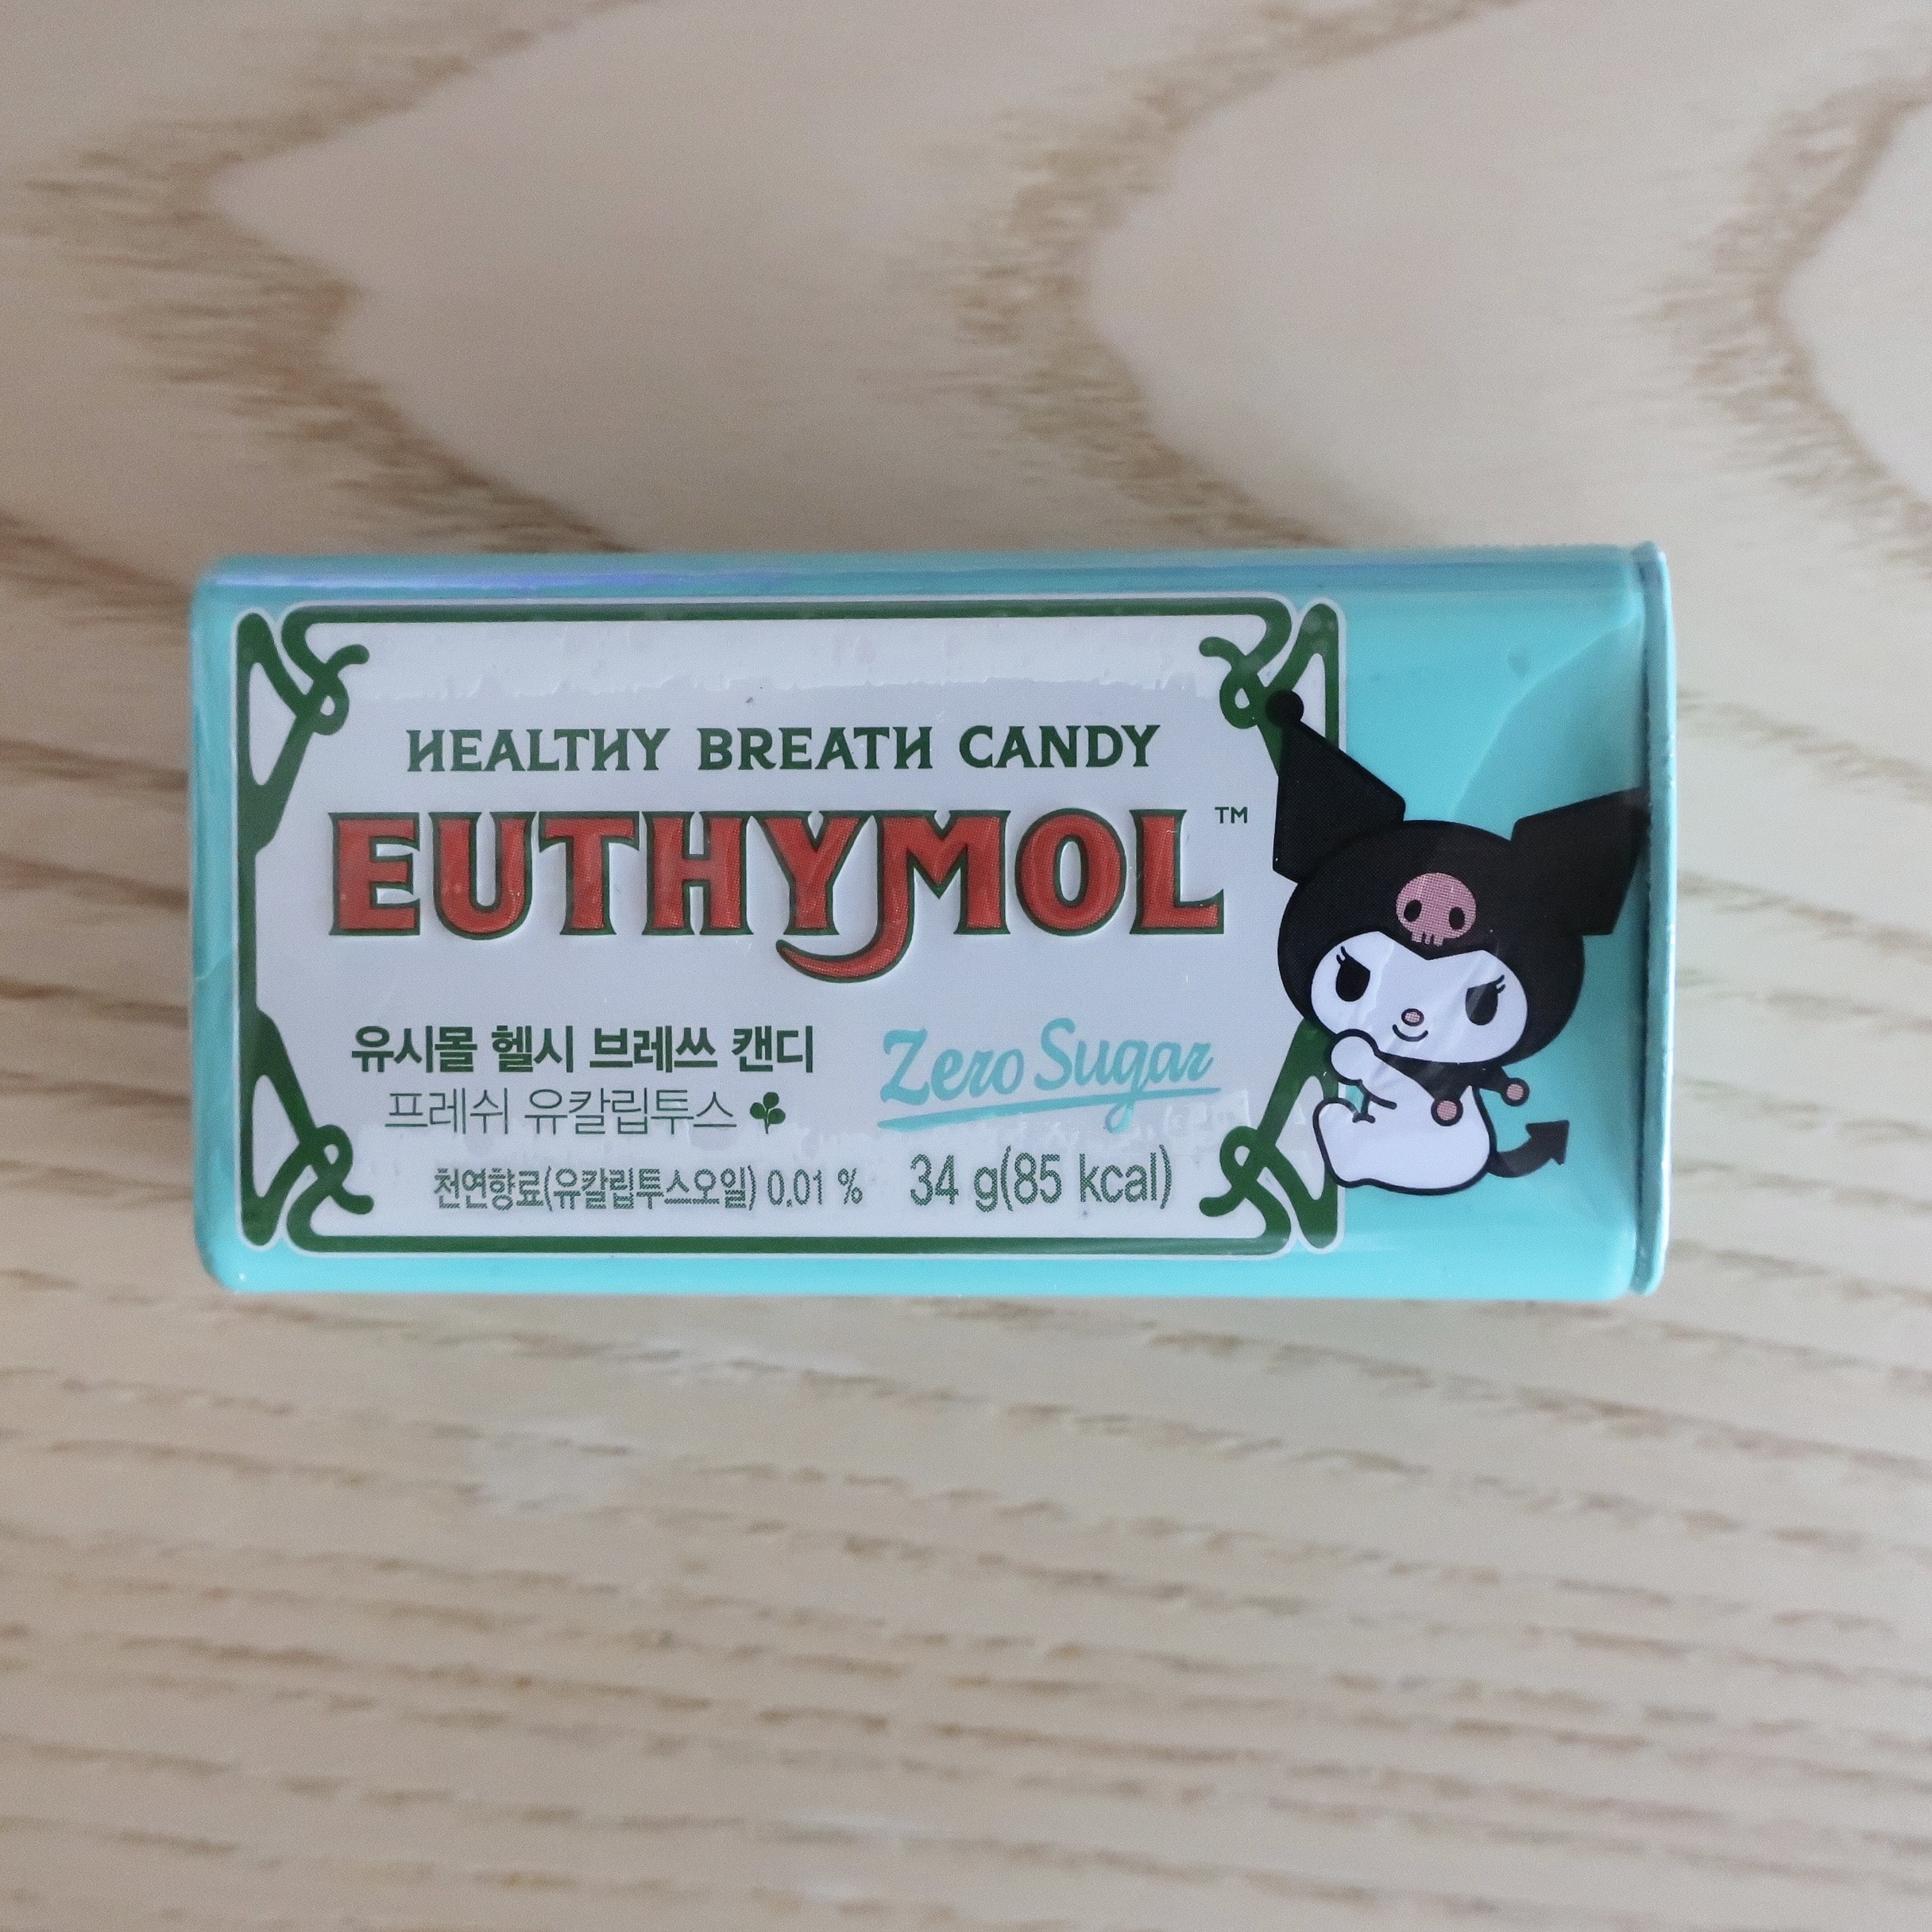 HEALTHY BREATH CANDY
EUTHYMOL™
유시몰 헬시 브레쓰 캔디
프레쉬 유칼립투스
Zero Sugar
천연향료(유칼립투스오일) 0.01 % 34 g(85 kcal)